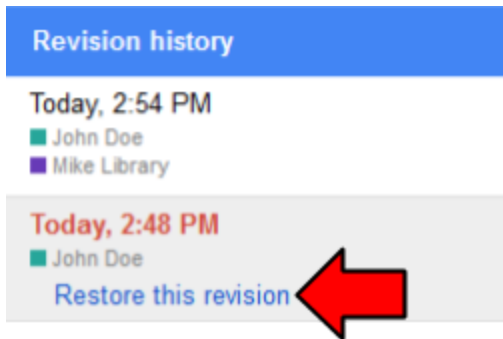 Revision history
Today, 2:54 PM
John Doe
Mike Library
Today, 2:48 PM
John Doe
Restore this revision